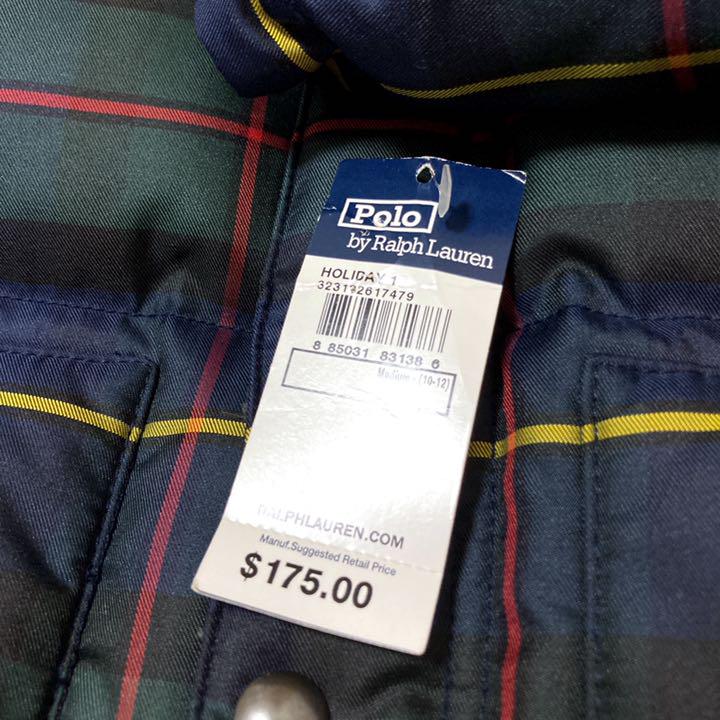 Polo
by Ralph Lauren
HOLIDAY 1
323132617479
8 85031 83138 6
Medium - (10-12)
RALPHLAUREN.COM
Manuf. Suggested Retail Price
$175.00